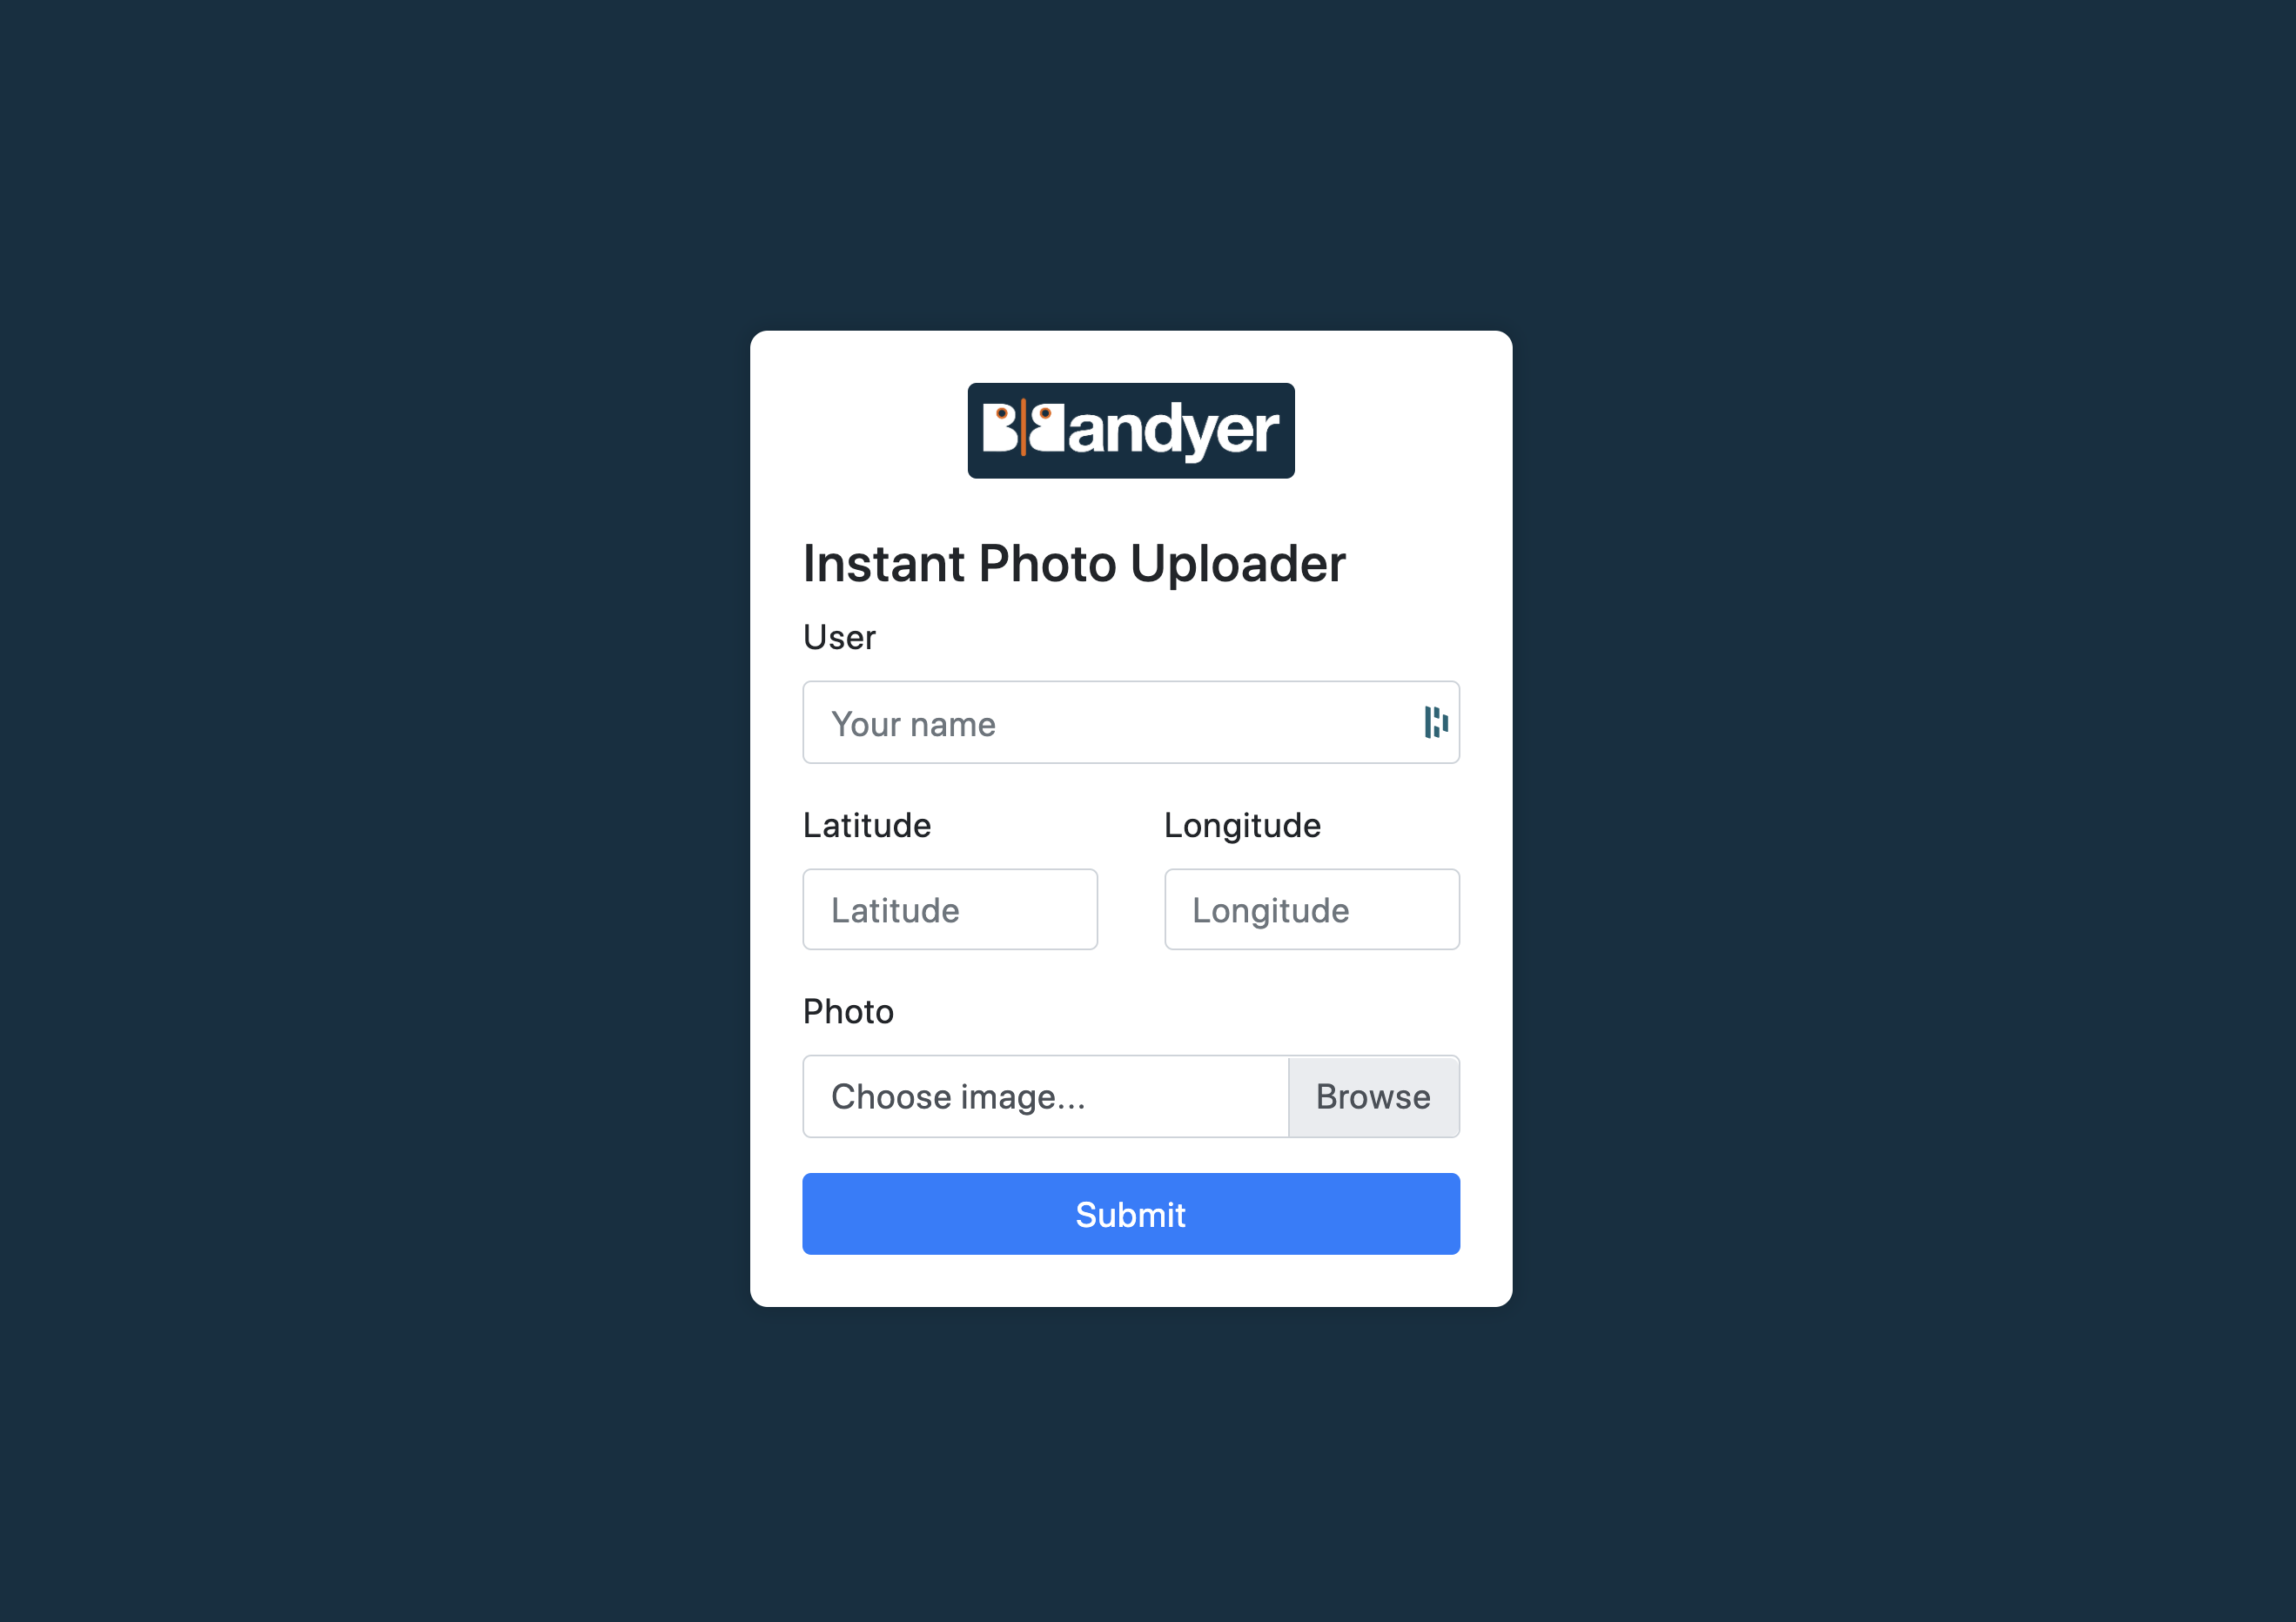 B|Bandyer
Instant Photo Uploader
User
Your name
Latitude Longitude
Latitude Longitude
Photo
Choose image... Browse
Submit